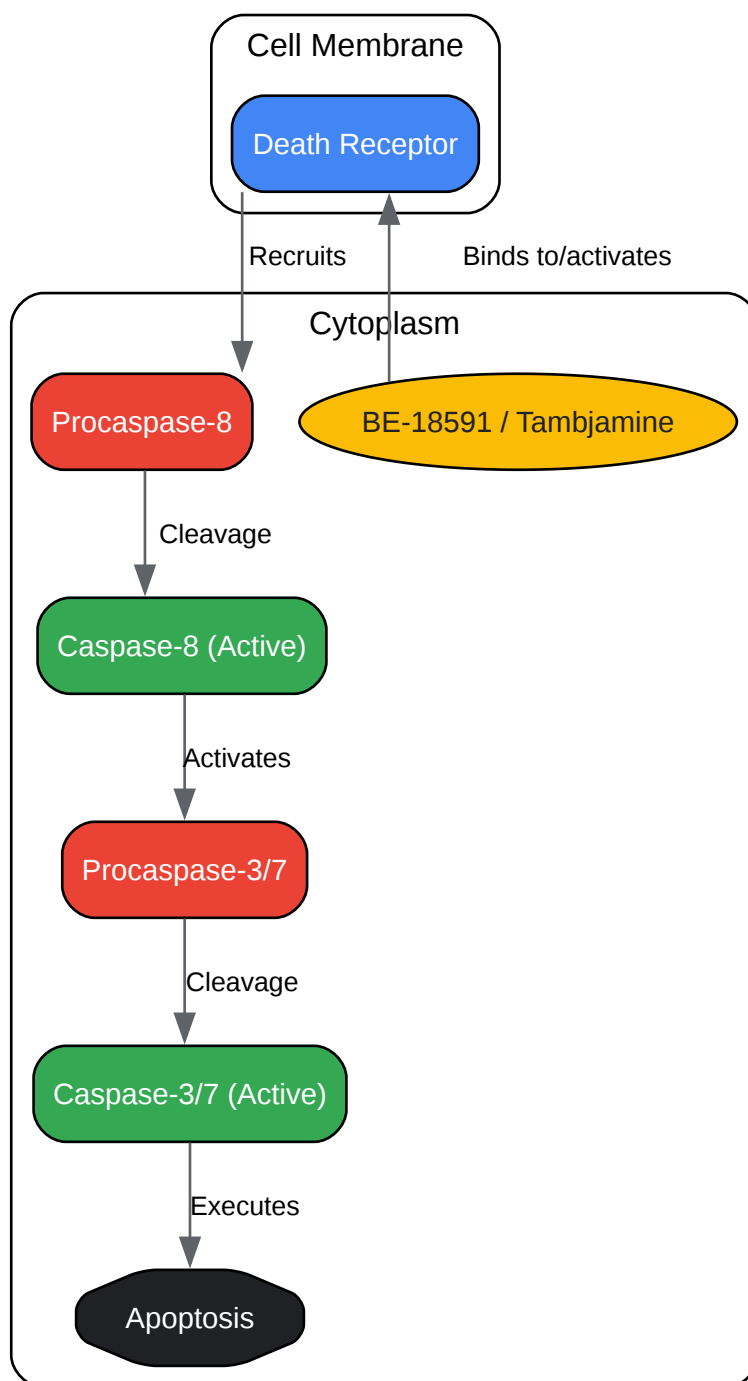 Cell Membrane
Death Receptor
Recruits
Binds to/activates
Cytoplasm
Procaspase-8
BE-18591 / Tambjamine
Cleavage
Caspase-8 (Active)
Activates
Procaspase-3/7
Cleavage
Caspase-3/7 (Active)
Executes
Apoptosis